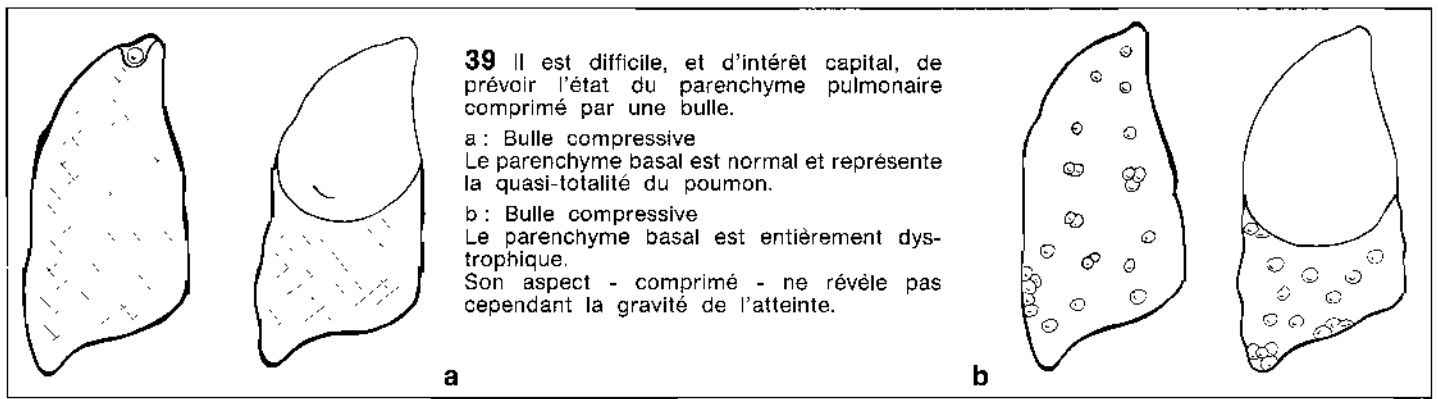 39 Il est difficile, et d'intérêt capital, de
prévoir l'état du parenchyme pulmonaire
comprimé par une bulle.
a : Bulle compressive
Le parenchyme basal est normal et représente
la quasi-totalité du poumon.
b : Bulle compressive
Le parenchyme basal est entièrement dys-
trophique.
Son aspect - comprimé - ne révèle pas
cependant la gravité de l'atteinte.
a
b